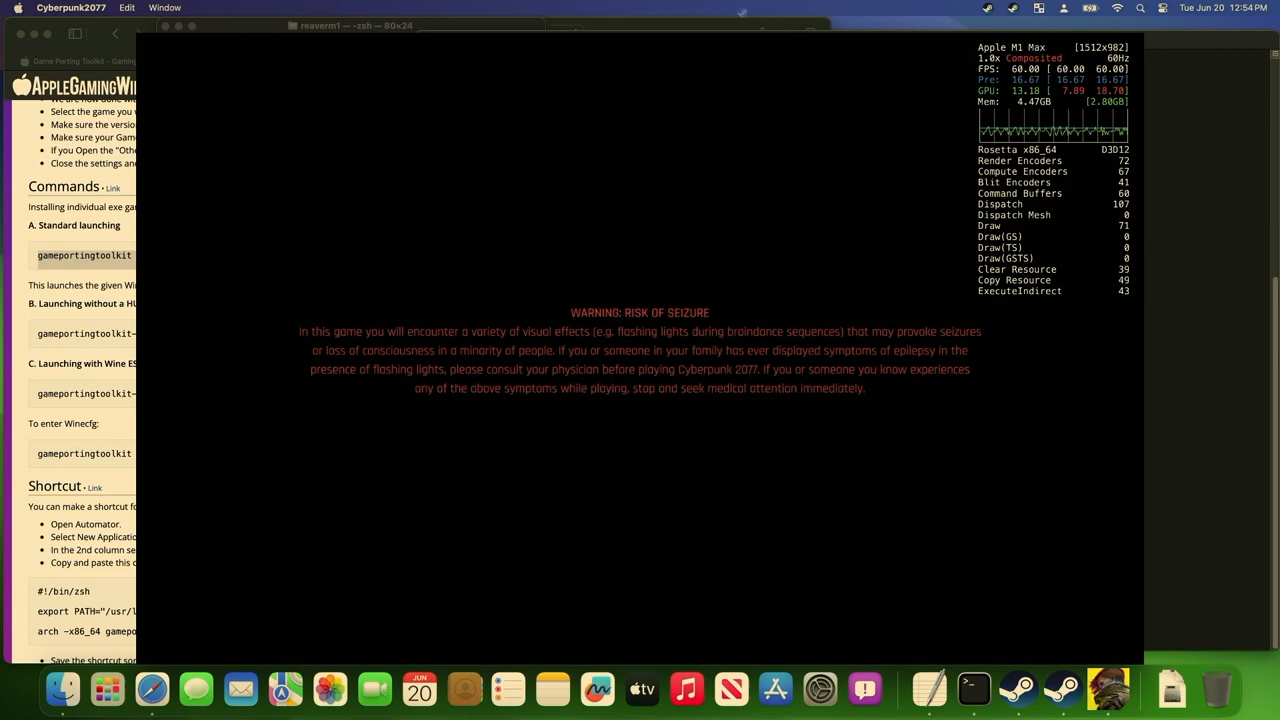 Cyberpunk2077 Edit Window
Tue Jun 20 12:54 PM
reaverm1 — -zsh — 80×24
Game Porting Toolkit – Gaming
APPLEGAMINGWI
Select the game you w
Make sure the versio
Make sure your Gam
If you Open the "Oth
Close the settings and
Commands • Link
Installing individual exe ga
A. Standard launching
gameportingtoolkit
This launches the given Wi
B. Launching without a HU
gameportingtoolkit-
C. Launching with Wine ES
gameportingtoolkit-
To enter Winecfg:
gameportingtoolkit
Shortcut • Link
You can make a shortcut fo
Open Automator.
Select New Applicatio
In the 2nd column se
Copy and paste this c
#!/bin/zsh
export PATH="/usr/l
arch -x86_64 gamepo
Save the shortcut som
Apple M1 Max [1512x982]
1.0x Composited 60Hz
FPS: 60.00 [ 60.00 60.00]
Pre: 16.67 [ 16.67 16.67]
GPU: 13.18 [ 7.89 18.70]
Mem: 4.47GB [2.80GB]
Rosetta x86_64 D3D12
Render Encoders 72
Compute Encoders 67
Blit Encoders 41
Command Buffers 60
Dispatch 107
Dispatch Mesh 0
Draw 71
Draw(GS) 0
Draw(TS) 0
Draw(GSTS) 0
Clear Resource 39
Copy Resource 49
ExecuteIndirect 43
WARNING: RISK OF SEIZURE
In this game you will encounter a variety of visual effects (e.g. flashing lights during braindance sequences) that may provoke seizures
or loss of consciousness in a minority of people. If you or someone in your family has ever displayed symptoms of epilepsy in the
presence of flashing lights, please consult your physician before playing Cyberpunk 2077. If you or someone you know experiences
any of the above symptoms while playing, stop and seek medical attention immediately.
JUN
20
tv